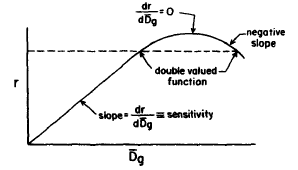 dr/dD̄g = 0
negative
slope
double valued
function
r
slope = dr/dD̄g ≡ sensitivity
D̄g